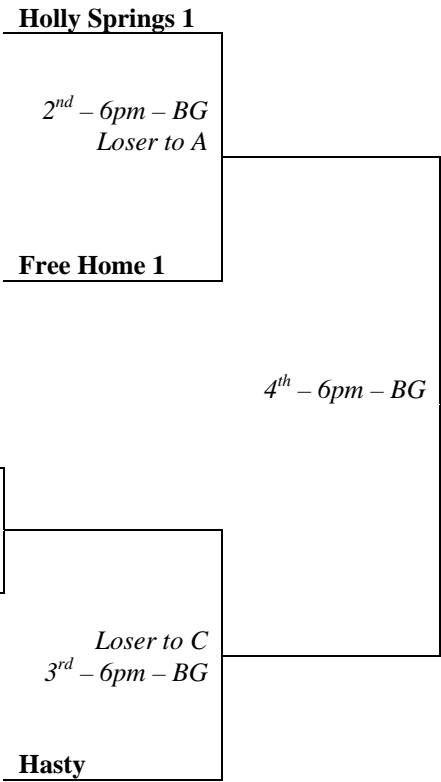 Holly Springs 1
2nd – 6pm – BG
Loser to A
Free Home 1
4th – 6pm – BG
Loser to C
3rd – 6pm – BG
Hasty